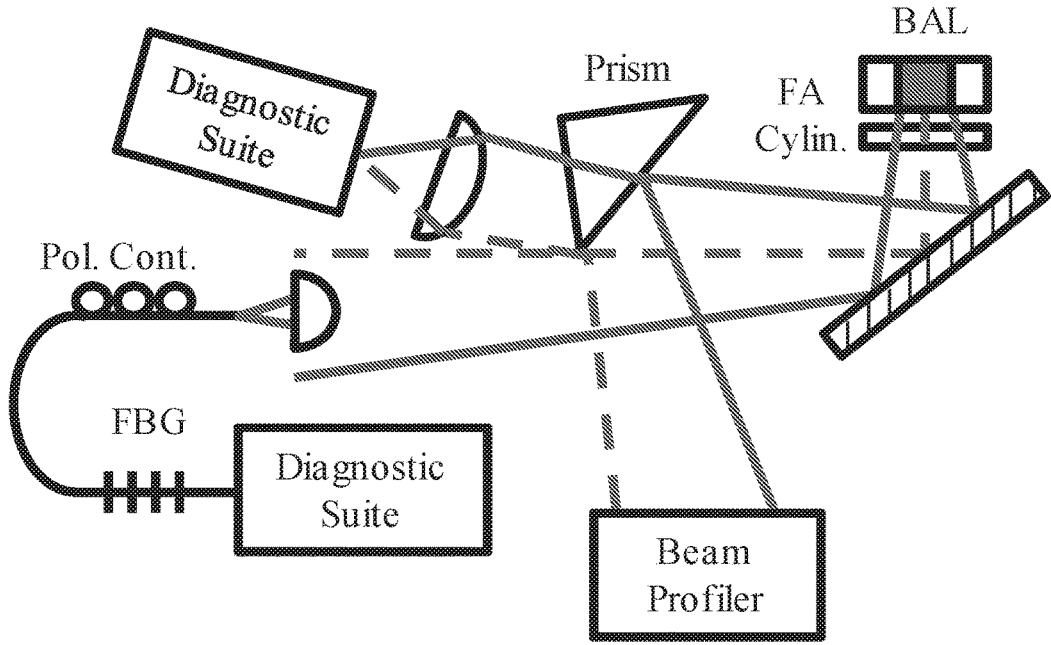 BAL
Prism
FA
Cylin.
Diagnostic
Suite
Pol. Cont.
FBG
Diagnostic
Suite
Beam
Profiler